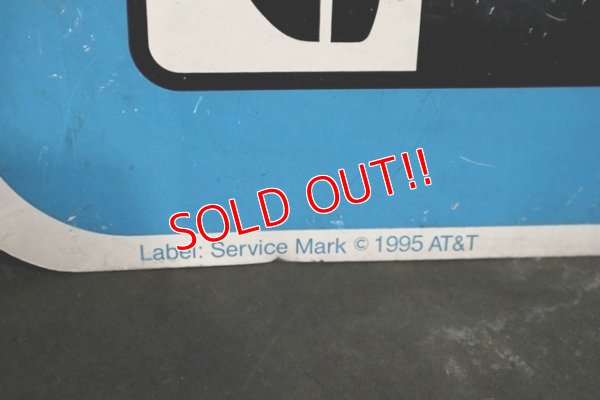 SOLD OUT!!
Label: Service Mark © 1995 AT&T